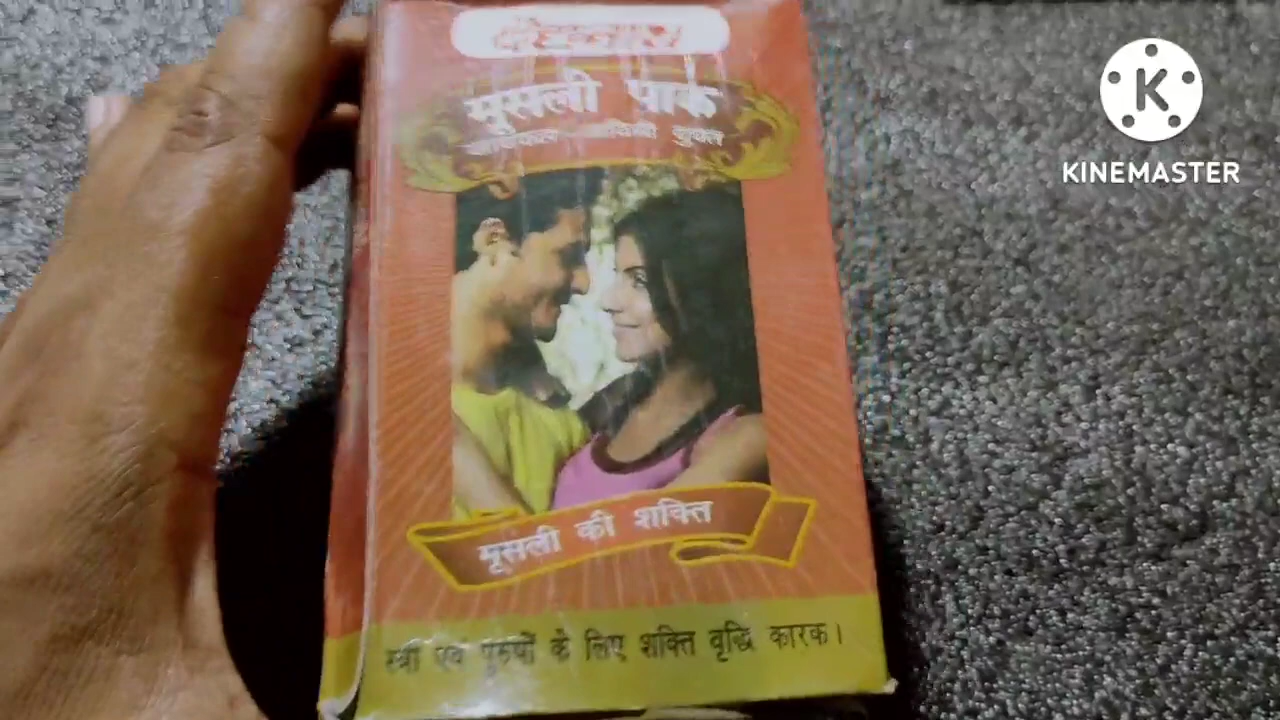 मूसली पाक
युक्त
मूसली की शक्ति
स्त्री एवं पुरुषों के लिए शक्ति वृद्धि कारक।
K
KINEMASTER